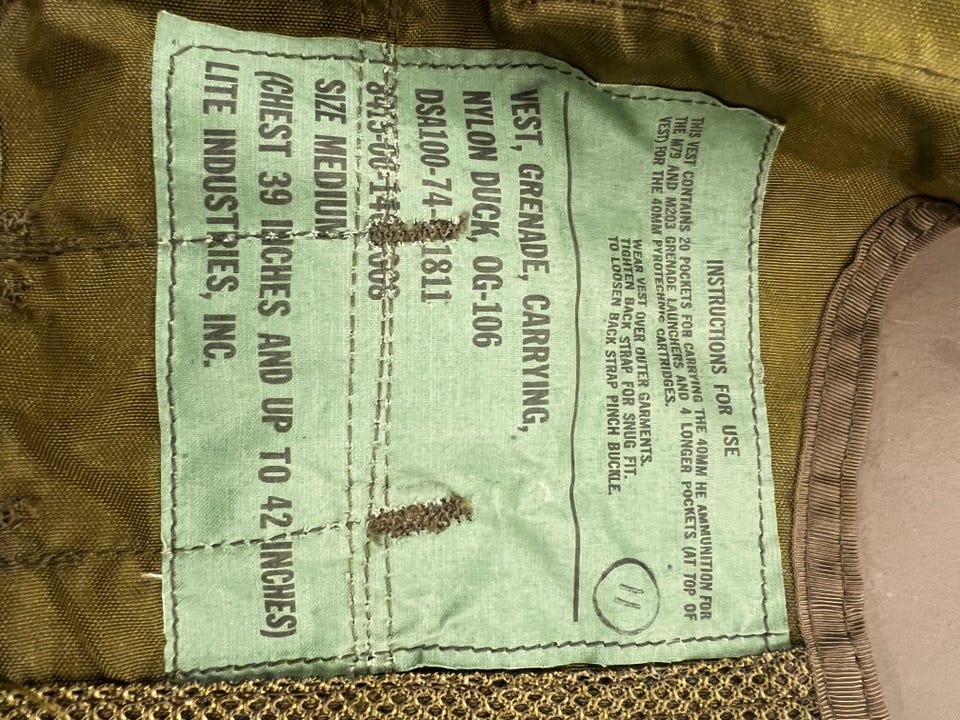 INSTRUCTIONS FOR USE
THIS VEST CONTAINS 20 POCKETS FOR CARRYING THE 40MM HE AMMUNITION FOR
THE M79 AND M203 GRENADE LAUNCHERS AND 4 LONGER POCKETS (AT TOP OF
VEST) FOR THE 40MM PYROTECHNIC CARTRIDGES.
WEAR VEST OVER OUTER GARMENTS.
TIGHTEN BACK STRAP FOR SNUG FIT.
TO LOOSEN BACK STRAP PINCH BUCKLE.
11
VEST, GRENADE, CARRYING,
NYLON DUCK, OG-106
DSA100-74- 1811
SIZE MEDIUM
(CHEST 39 INCHES AND UP TO 42 INCHES)
LITE INDUSTRIES, INC.